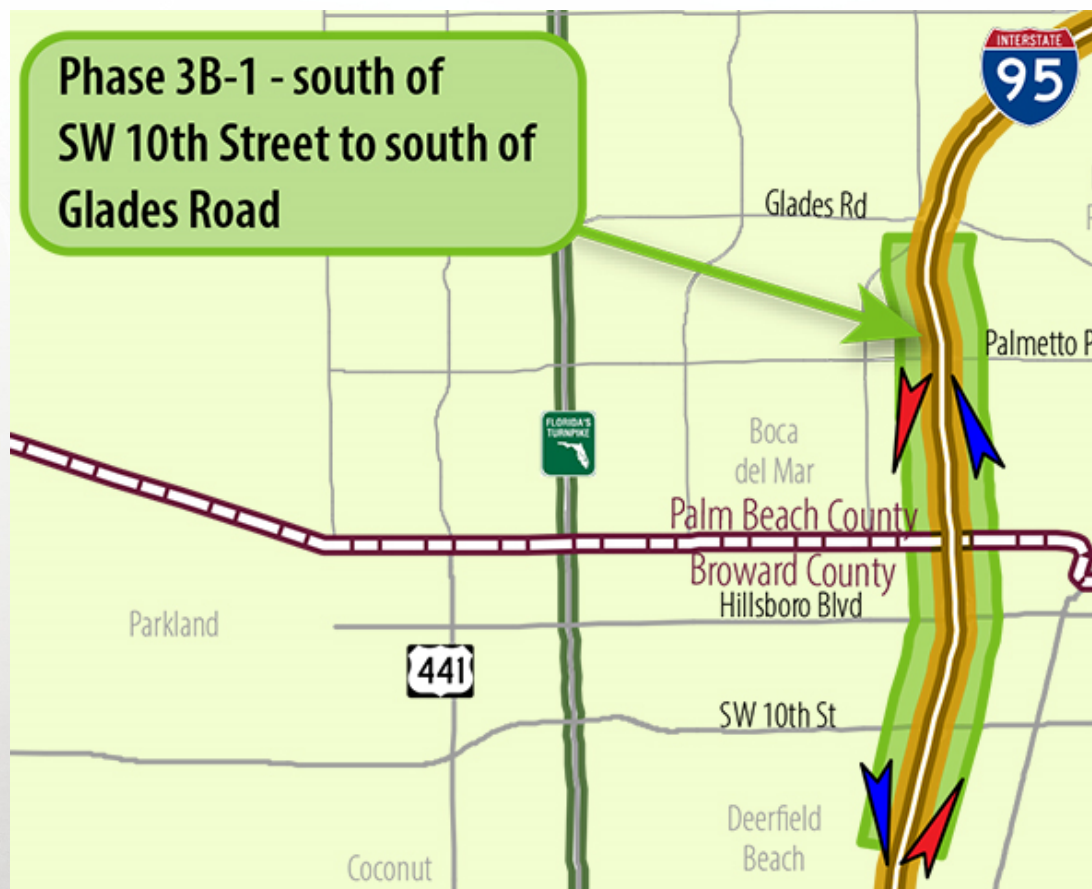 Phase 3B-1 - south of
SW 10th Street to south of
Glades Road
INTERSTATE
95
Glades Rd
Palmetto P
FLORIDA'S
TURNPIKE
Boca
del Mar
Palm Beach County
Broward County
Hillsboro Blvd
Parkland
441
SW 10th St
Deerfield
Beach
Coconut